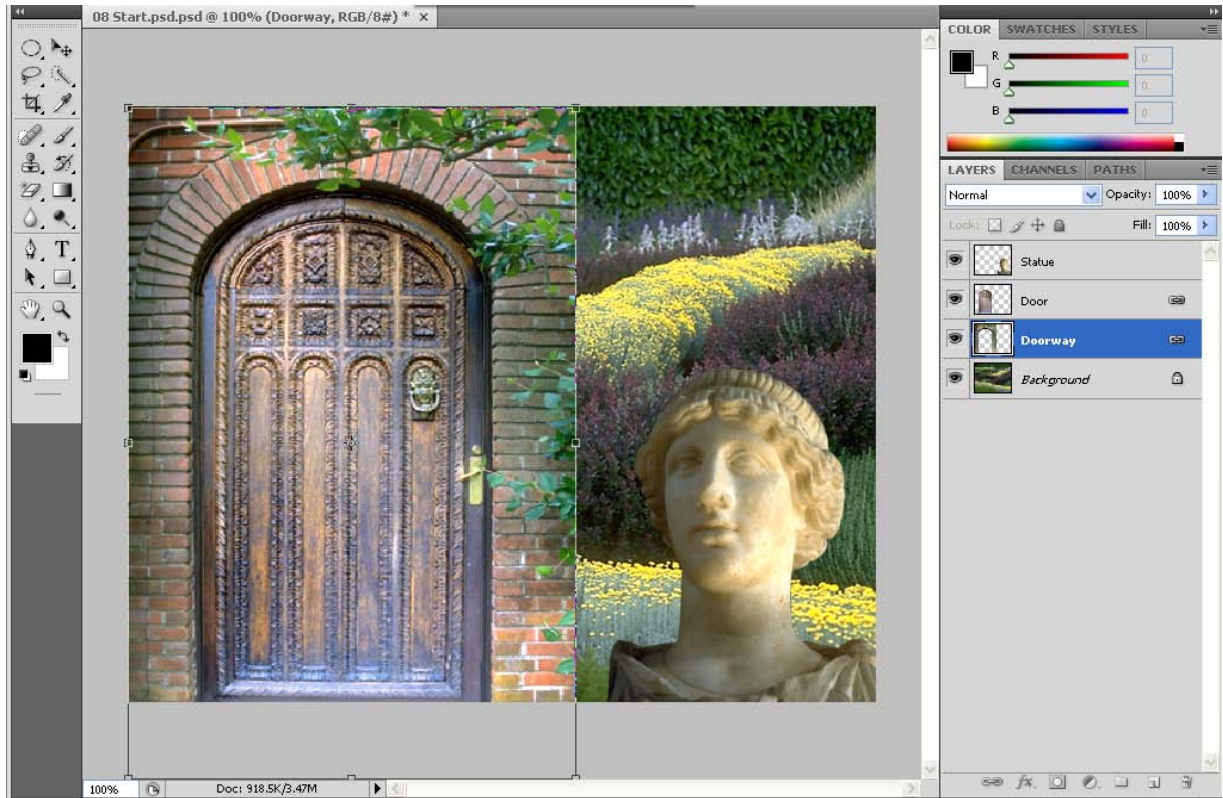 08 Start.psd.psd @ 100% (Doorway, RGB/8#) * ×
COLOR SWATCHES STYLES
R 0
G 0
B 0
LAYERS CHANNELS PATHS
Normal Opacity: 100%
Lock: Fill: 100%
Statue
Door
Doorway
Background
T
fx.
100% Doc: 918.5K/3.47M